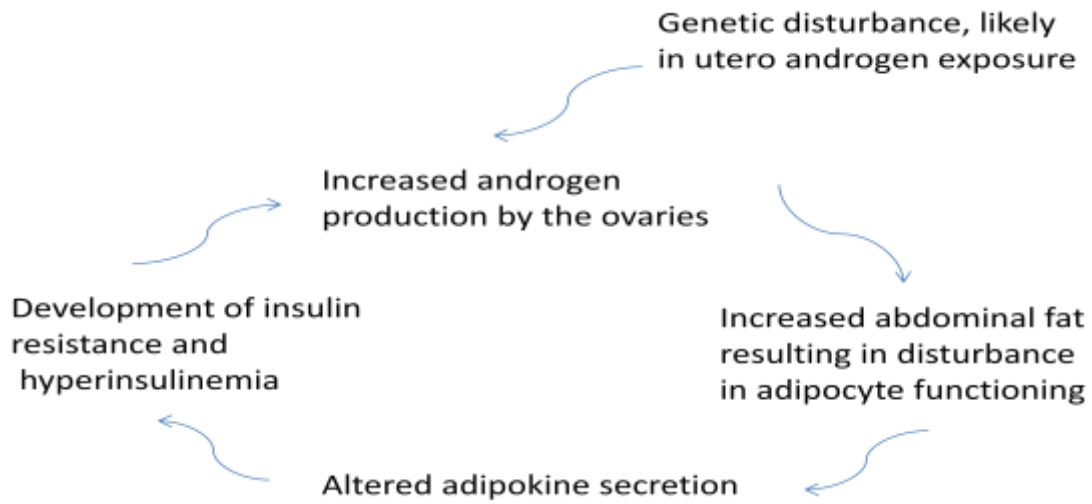 Genetic disturbance, likely
in utero androgen exposure
Increased androgen
production by the ovaries
Development of insulin
resistance and
hyperinsulinemia
Increased abdominal fat
resulting in disturbance
in adipocyte functioning
Altered adipokine secretion